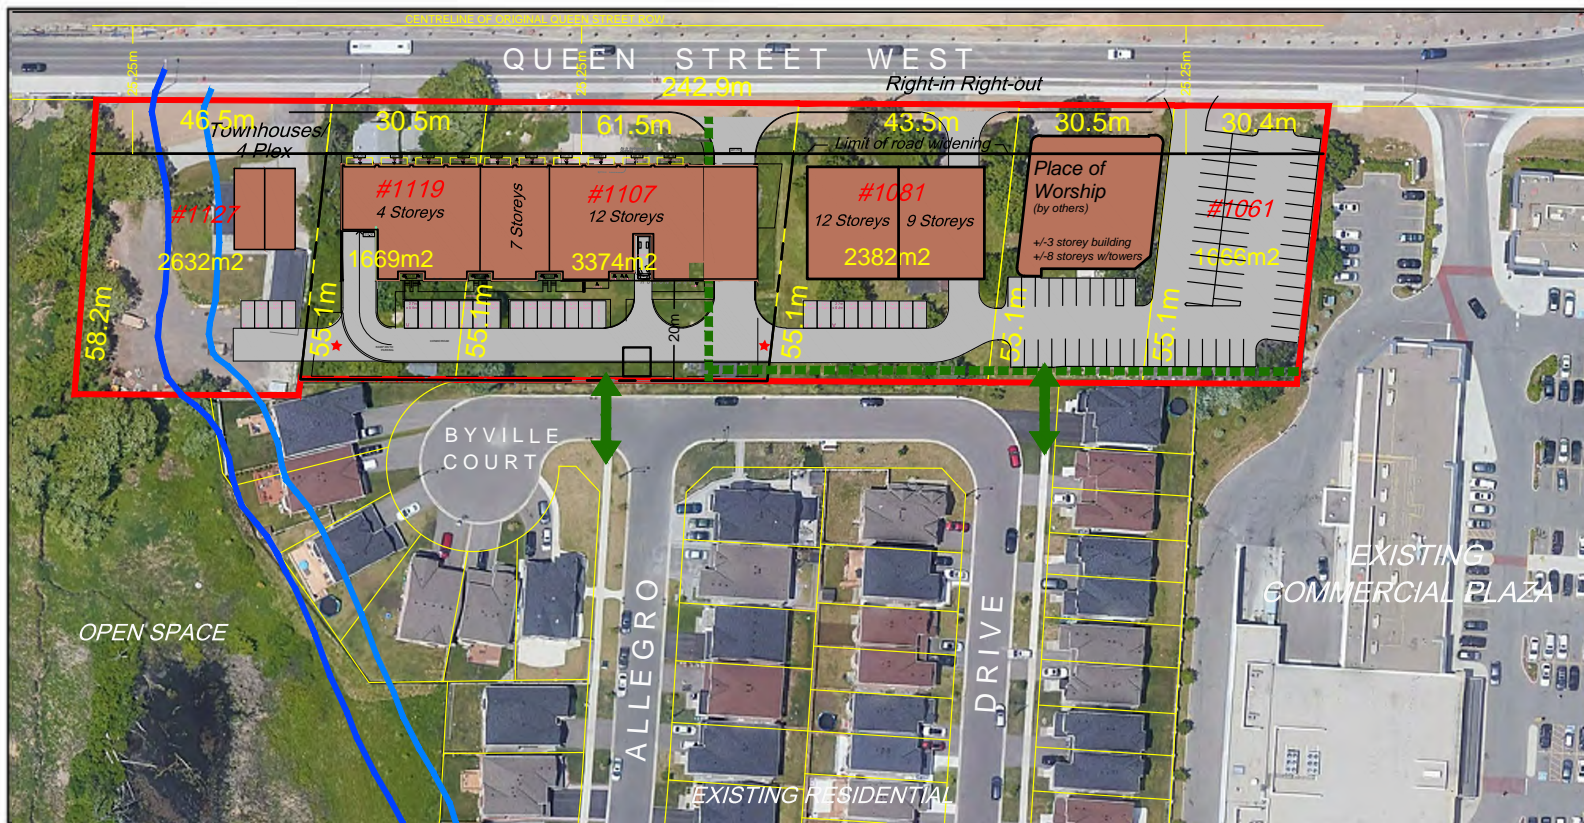 CENTRELINE OF ORIGINAL QUEEN STREET ROW
QUEEN STREET WEST
25.25m
25.25m
242.9m
Right-in Right-out
46.5m
30.5m
61.5m
43.5m
30.5m
30.4m
Townhouses/
4 Plex
Limit of road widening
#1127
2632m2
58.2m
#1119
4 Storeys
1669m2
7 Storeys
#1107
12 Storeys
3374m2
#1081
12 Storeys
9 Storeys
2382m2
Place of
Worship
(by others)
+/-3 storey building
+/-8 storeys w/towers
#1061
1666m2
55.1m
55.1m
20m
55.1m
55.1m
55.1m
BYVILLE
COURT
ALLEGRO
DRIVE
OPEN SPACE
EXISTING
COMMERCIAL PLAZA
EXISTING RESIDENTIAL